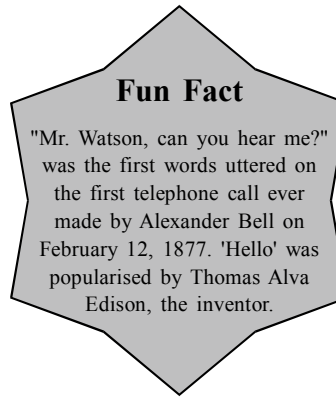 Fun Fact
"Mr. Watson, can you hear me?"
was the first words uttered on
the first telephone call ever
made by Alexander Bell on
February 12, 1877. 'Hello' was
popularised by Thomas Alva
Edison, the inventor.